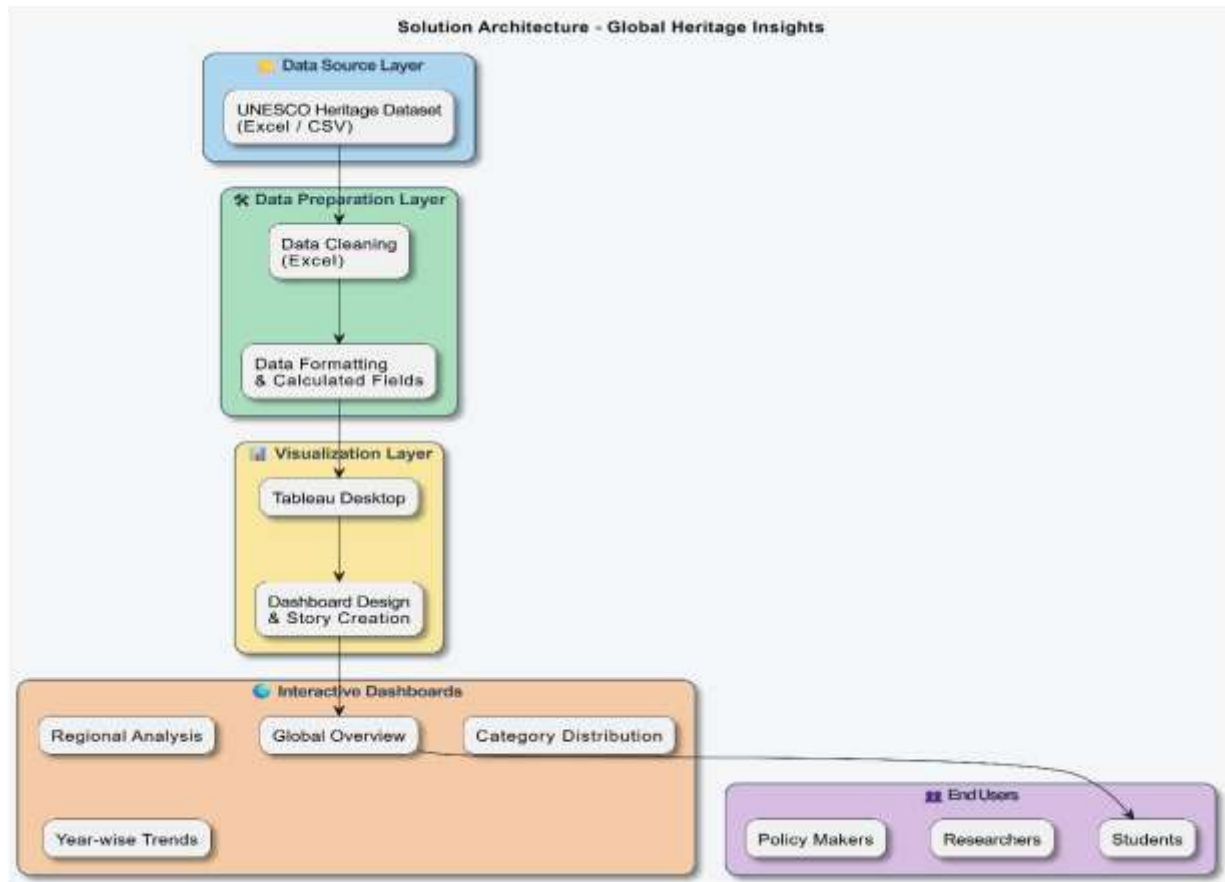 Solution Architecture - Global Heritage Insights
Data Source Layer
UNESCO Heritage Dataset
(Excel / CSV)
Data Preparation Layer
Data Cleaning
(Excel)
Data Formatting
& Calculated Fields
Visualization Layer
Tableau Desktop
Dashboard Design
& Story Creation
Interactive Dashboards
Regional Analysis
Global Overview
Category Distribution
Year-wise Trends
End Users
Policy Makers
Researchers
Students